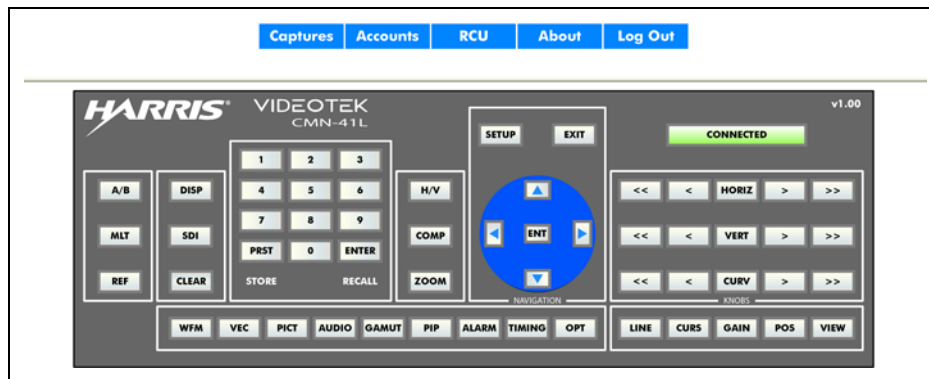 Captures Accounts RCU About Log Out
HARRIS® VIDEOTEK v1.00
CMN-41L
SETUP EXIT CONNECTED
1 2 3
A/B DISP 4 5 6 H/V << < HORIZ > >>
7 8 9
MLT SDI COMP ENT << < VERT > >>
PRST 0 ENTER
REF CLEAR STORE RECALL ZOOM << < CURV > >>
NAVIGATION KNOBS
WFM VEC PICT AUDIO GAMUT PIP ALARM TIMING OPT LINE CURS GAIN POS VIEW